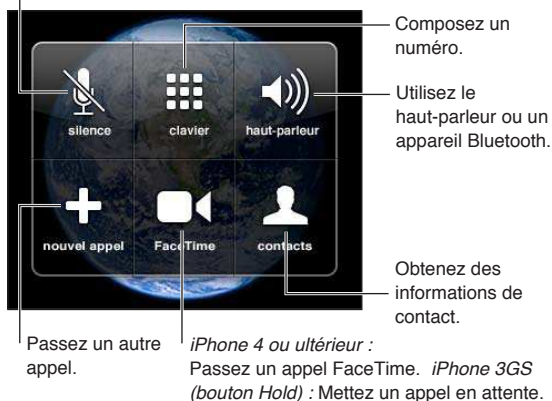 Composez un
numéro.
Utilisez le
haut-parleur ou un
appareil Bluetooth.
silence
clavier
haut-parleur
nouvel appel
FaceTime
contacts
Obtenez des
informations de
contact.
Passez un autre
appel.
iPhone 4 ou ultérieur :
Passez un appel FaceTime. iPhone 3GS
(bouton Hold) : Mettez un appel en attente.